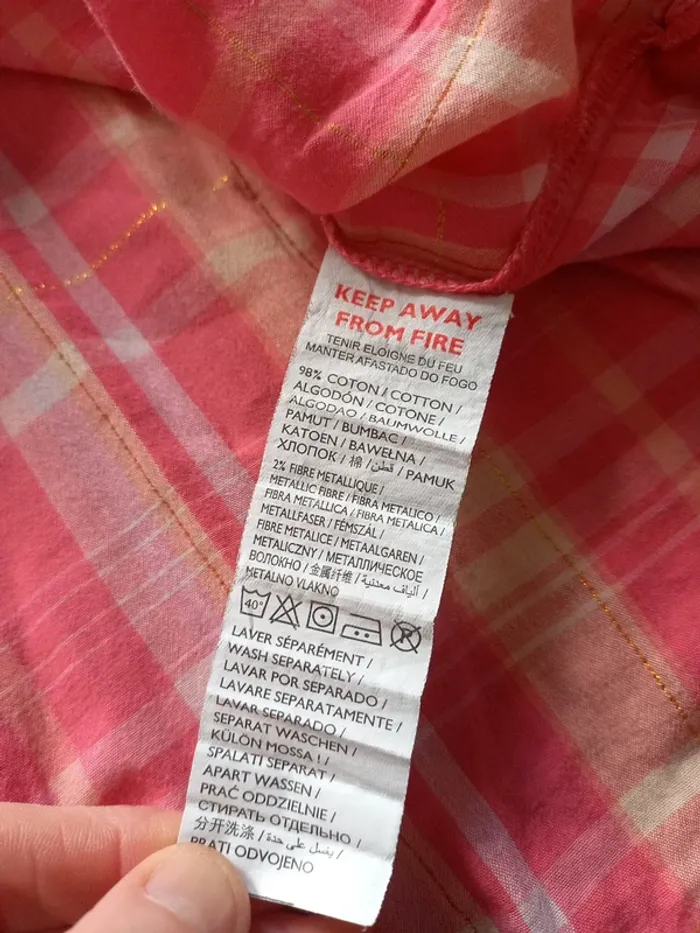 KEEP AWAY
FROM FIRE
TENIR ELOIGNE DU FEU
MANTER AFASTADO DO FOGO
98% COTON / COTTON /
ALGODÓN / COTONE /
ALGODAO / BAUMWOLLE /
PAMUT / BUMBAC /
KATOEN / BAWEŁNA /
ХЛОПОК / 棉 / قطن / PAMUK
2% FIBRE METALLIQUE /
METALLIC FIBRE / FIBRA METALICO /
FIBRA METALLICA / FIBRA METALICA /
METALLFASER / FÉMSZÁL /
FIBRE METALICE / METAALGAREN /
METALICZNY / МЕТАЛЛИЧЕСКОЕ
ВОЛОКНО / 金属纤维 / ألياف معدنية /
METALNO VLAKNO
40°
LAVER SÉPARÉMENT /
WASH SEPARATELY /
LAVAR POR SEPARADO /
LAVARE SEPARATAMENTE /
LAVAR SEPARADO /
SEPARAT WASCHEN /
KÜLÖN MOSSA ! /
SPALATI SEPARAT /
APART WASSEN /
PRAĆ ODDZIELNIE /
СТИРАТЬ ОТДЕЛЬНО /
分开洗涤 / يغسل على حدة /
PRATI ODVOJENO